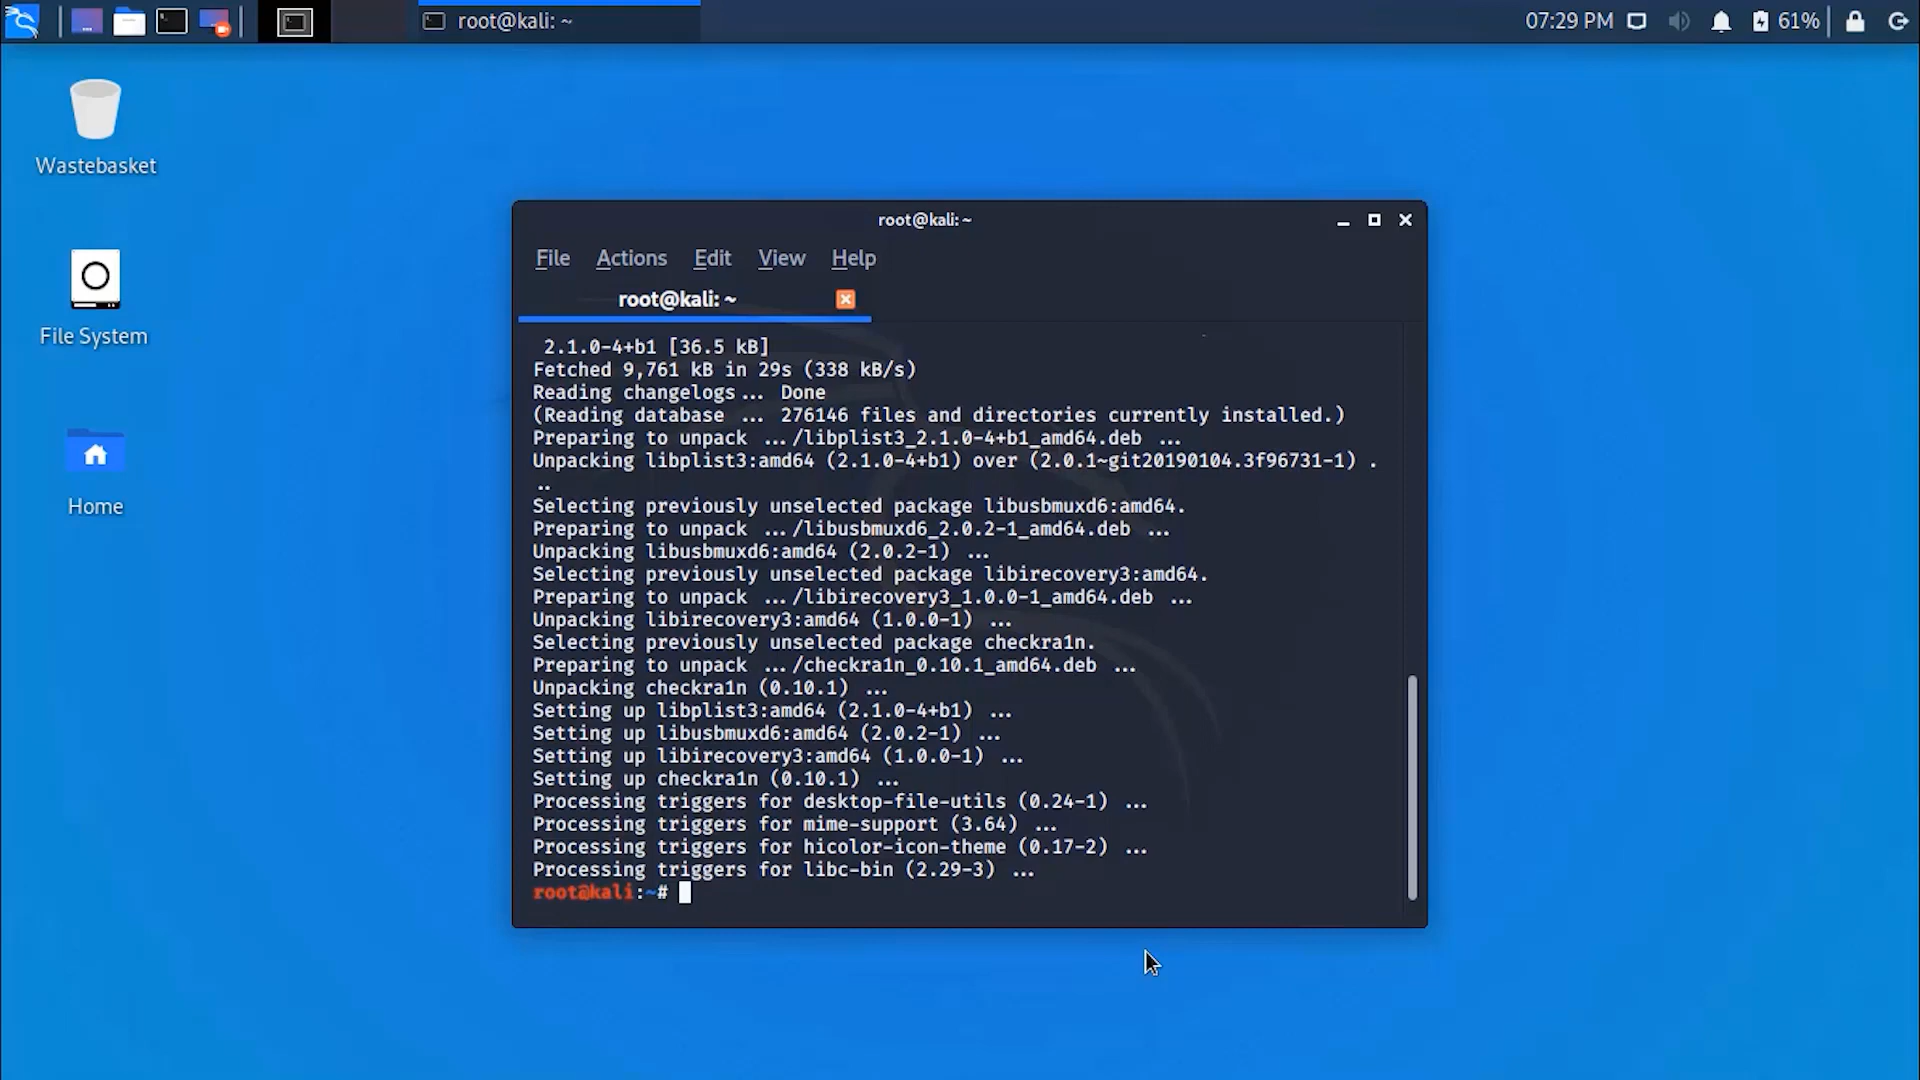 root@kali: ~
07:29 PM
61%
Wastebasket
File System
Home
root@kali: ~
File Actions Edit View Help
root@kali: ~
2.1.0-4+b1 [36.5 kB]
Fetched 9,761 kB in 29s (338 kB/s)
Reading changelogs... Done
(Reading database ... 276146 files and directories currently installed.)
Preparing to unpack .../libplist3_2.1.0-4+b1_amd64.deb ...
Unpacking libplist3:amd64 (2.1.0-4+b1) over (2.0.1~git20190104.3f96731-1) .
..
Selecting previously unselected package libusbmuxd6:amd64.
Preparing to unpack .../libusbmuxd6_2.0.2-1_amd64.deb ...
Unpacking libusbmuxd6:amd64 (2.0.2-1) ...
Selecting previously unselected package libirecovery3:amd64.
Preparing to unpack .../libirecovery3_1.0.0-1_amd64.deb ...
Unpacking libirecovery3:amd64 (1.0.0-1) ...
Selecting previously unselected package checkra1n.
Preparing to unpack .../checkra1n_0.10.1_amd64.deb ...
Unpacking checkra1n (0.10.1) ...
Setting up libplist3:amd64 (2.1.0-4+b1) ...
Setting up libusbmuxd6:amd64 (2.0.2-1) ...
Setting up libirecovery3:amd64 (1.0.0-1) ...
Setting up checkra1n (0.10.1) ...
Processing triggers for desktop-file-utils (0.24-1) ...
Processing triggers for mime-support (3.64) ...
Processing triggers for hicolor-icon-theme (0.17-2) ...
Processing triggers for libc-bin (2.29-3) ...
root@kali:~#